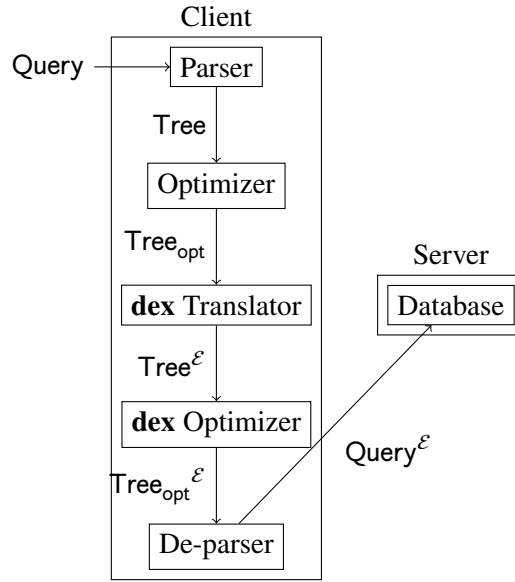 Client
Query
Parser
Tree
Optimizer
Tree_opt
Server
dex Translator
Database
Tree^ℰ
dex Optimizer
Query^ℰ
Tree_opt^ℰ
De-parser